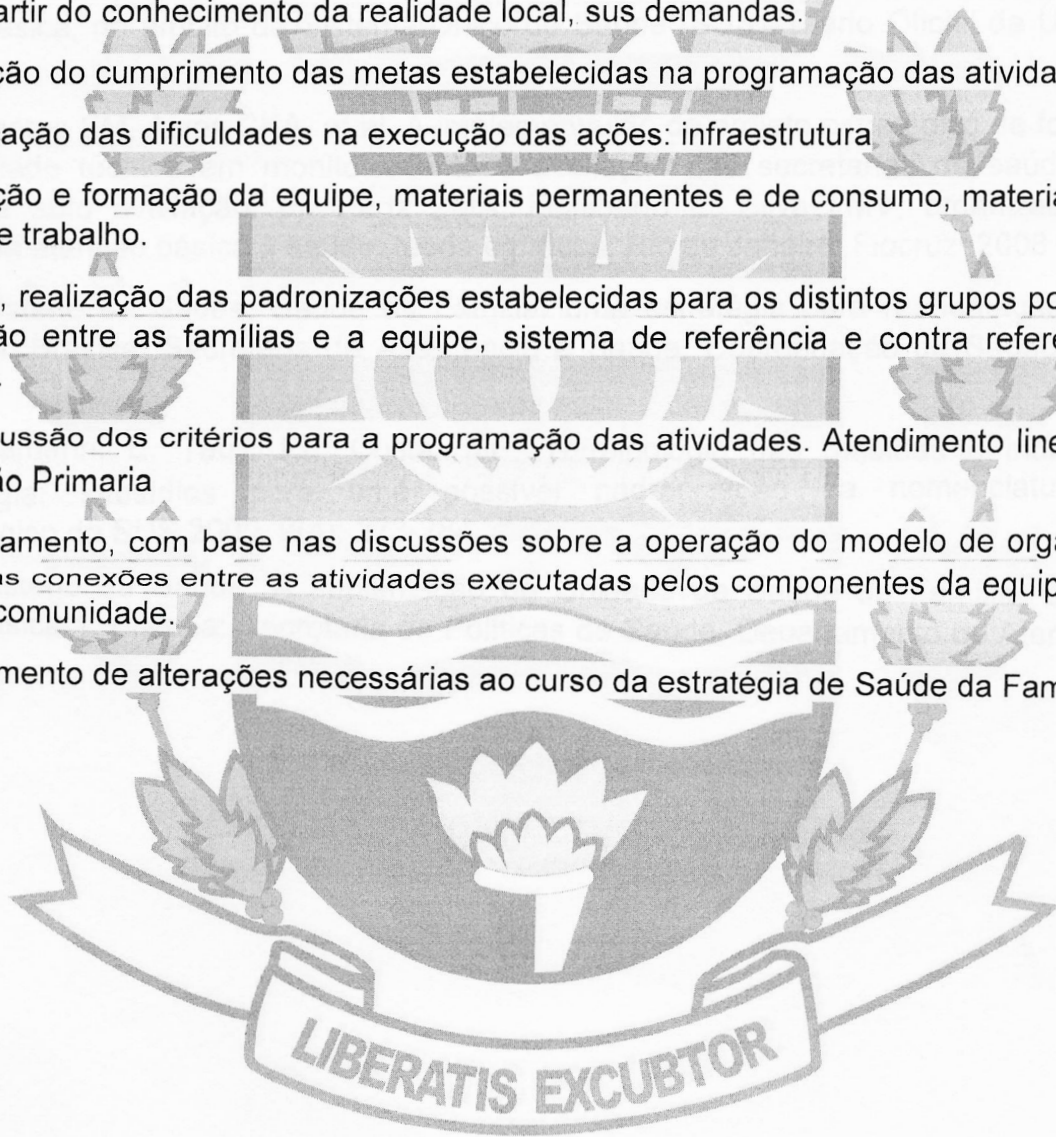 artir do conhecimento da realidade local, sus demandas.
ção do cumprimento das metas estabelecidas na programação das ativida
ação das dificuldades na execução das ações: infraestrutura
ção e formação da equipe, materiais permanentes e de consumo, materia
e trabalho.
, realização das padronizações estabelecidas para os distintos grupos po
ão entre as famílias e a equipe, sistema de referência e contra refere
ussão dos critérios para a programação das atividades. Atendimento line
ão Primaria
amento, com base nas discussões sobre a operação do modelo de orga
as conexões entre as atividades executadas pelos componentes da equip
comunidade.
mento de alterações necessárias ao curso da estratégia de Saúde da Fam
LIBERATIS EXCUBTOR